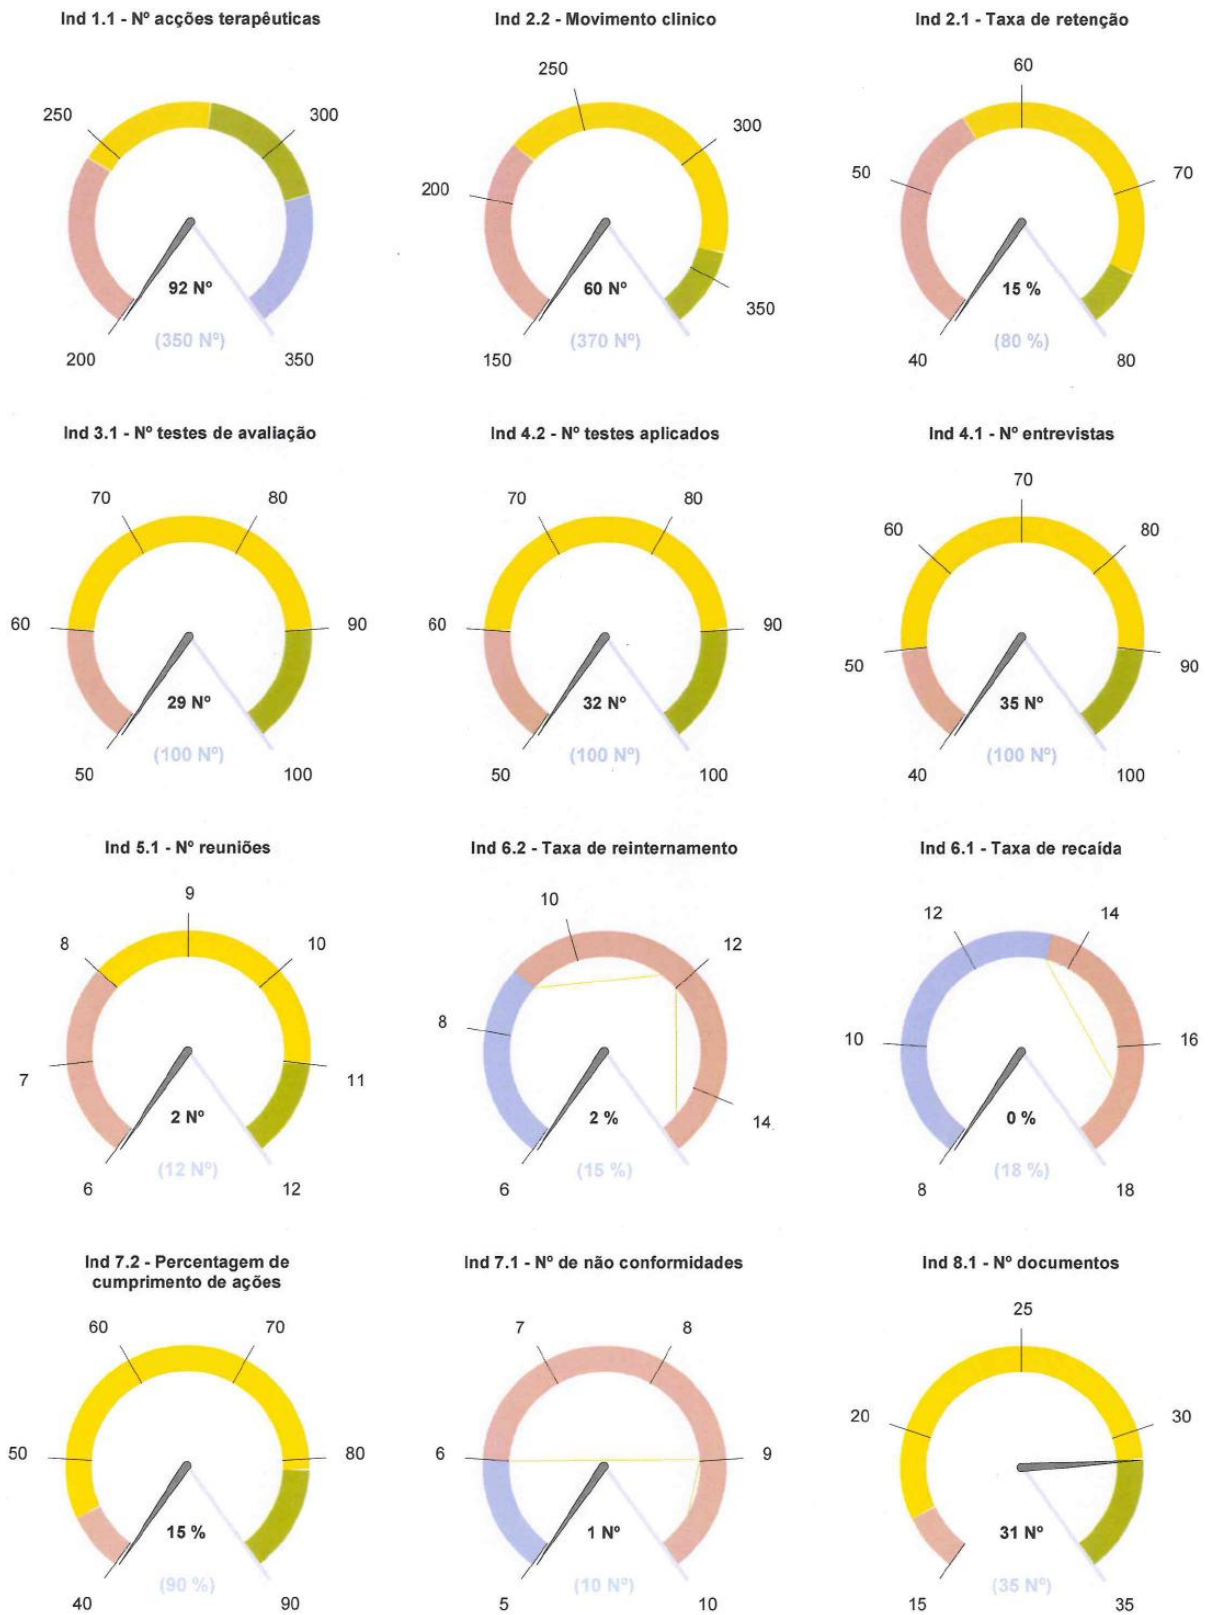 Ind 1.1 - Nº acções terapêuticas
250
300
92 Nº
(350 Nº)
200
350
Ind 2.2 - Movimento clinico
250
300
200
60 Nº
350
(370 Nº)
150
Ind 2.1 - Taxa de retenção
60
50
70
15 %
(80 %)
40
80
Ind 3.1 - Nº testes de avaliação
70
80
60
90
29 Nº
(100 Nº)
50
100
Ind 4.2 - Nº testes aplicados
70
80
60
90
32 Nº
(100 Nº)
50
100
Ind 4.1 - Nº entrevistas
70
60
80
50
90
35 Nº
(100 Nº)
40
100
Ind 5.1 - Nº reuniões
9
8
10
7
11
2 Nº
(12 Nº)
6
12
Ind 6.2 - Taxa de reinternamento
10
12
8
2 %
14
(15 %)
6
Ind 6.1 - Taxa de recaída
12
14
10
16
0 %
(18 %)
8
18
Ind 7.2 - Percentagem de
cumprimento de ações
60
70
50
80
15 %
(90 %)
40
90
Ind 7.1 - Nº de não conformidades
7
8
6
9
1 Nº
(10 Nº)
5
10
Ind 8.1 - Nº documentos
25
20
30
31 Nº
(35 Nº)
15
35